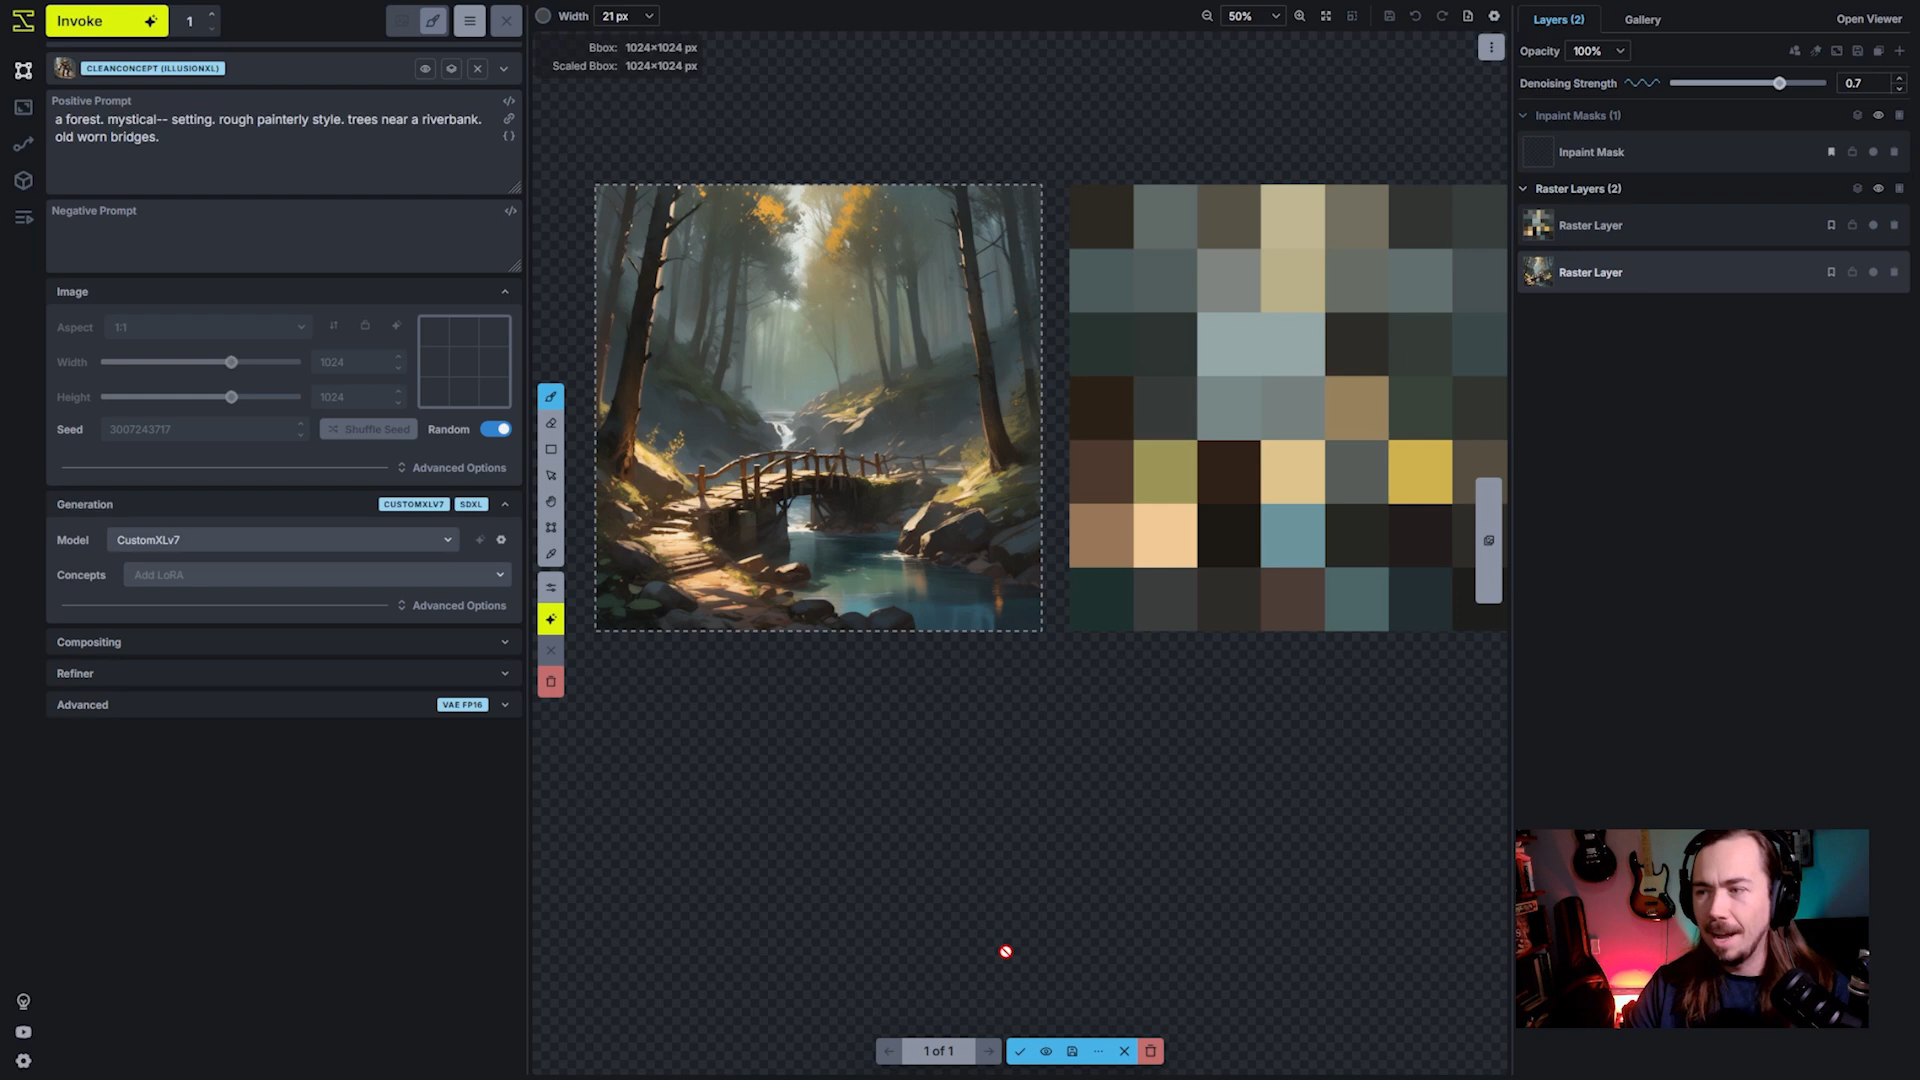 Invoke
1
Width
21 px
50%
Layers (2)
Gallery
Open Viewer
Bbox: 1024×1024 px
Scaled Bbox: 1024×1024 px
Opacity
100%
Denoising Strength
0.7
CLEANCONCEPT (ILLUSIONXL)
Positive Prompt
a forest. mystical-- setting. rough painterly style. trees near a riverbank.
old worn bridges.
Negative Prompt
Inpaint Masks (1)
Inpaint Mask
Raster Layers (2)
Raster Layer
Raster Layer
Image
Aspect
1:1
Width
1024
Height
1024
Seed
3007243717
Shuffle Seed
Random
Advanced Options
Generation
CUSTOMXLV7
SDXL
Model
CustomXLv7
Concepts
Add LoRA
Advanced Options
Compositing
Refiner
Advanced
VAE FP16
1 of 1